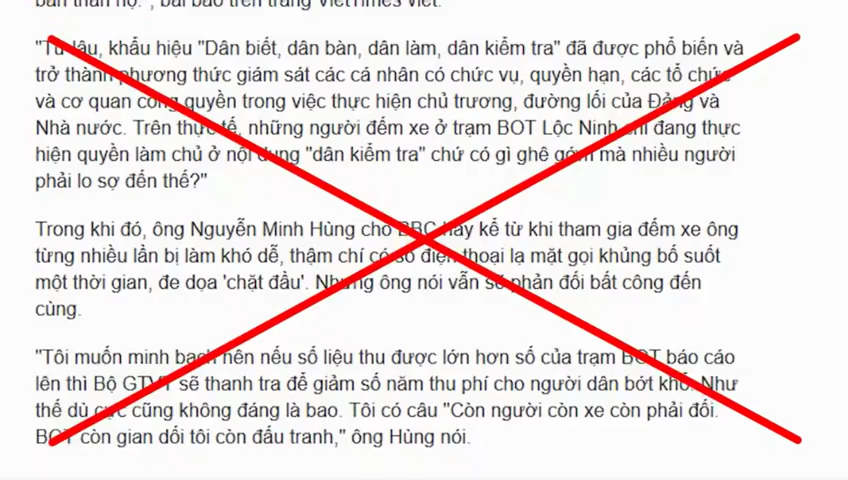 bản thân họ.", bài báo trên trang VietTimes viết.
"Từ lâu, khẩu hiệu "Dân biết, dân bàn, dân làm, dân kiểm tra" đã được phổ biến và
trở thành phương thức giám sát các cá nhân có chức vụ, quyền hạn, các tổ chức
và cơ quan công quyền trong việc thực hiện chủ trương, đường lối của Đảng và
Nhà nước. Trên thực tế, những người đếm xe ở trạm BOT Lộc Ninh chỉ đang thực
hiện quyền làm chủ ở nội dung "dân kiểm tra" chứ có gì ghê gớm mà nhiều người
phải lo sợ đến thế?"
Trong khi đó, ông Nguyễn Minh Hùng cho BBC hay kể từ khi tham gia đếm xe ông
từng nhiều lần bị làm khó dễ, thậm chí có số điện thoại lạ mặt gọi khủng bố suốt
một thời gian, đe dọa 'chặt đầu'. Nhưng ông nói vẫn sẽ phản đối bất công đến
cùng.
"Tôi muốn minh bạch nên nếu số liệu thu được lớn hơn số của trạm BOT báo cáo
lên thì Bộ GTVT sẽ thanh tra để giảm số năm thu phí cho người dân bớt khổ. Như
thế dù cực cũng không đáng là bao. Tôi có câu "Còn người còn xe còn phải đối.
BOT còn gian dối tôi còn đấu tranh," ông Hùng nói.